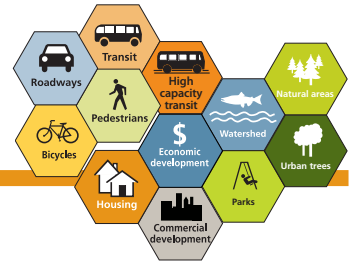 Transit
Roadways
High
capacity
transit
Natural areas
Pedestrians
$
Watershed
Bicycles
Economic
development
Urban trees
Housing
Parks
Commercial
development